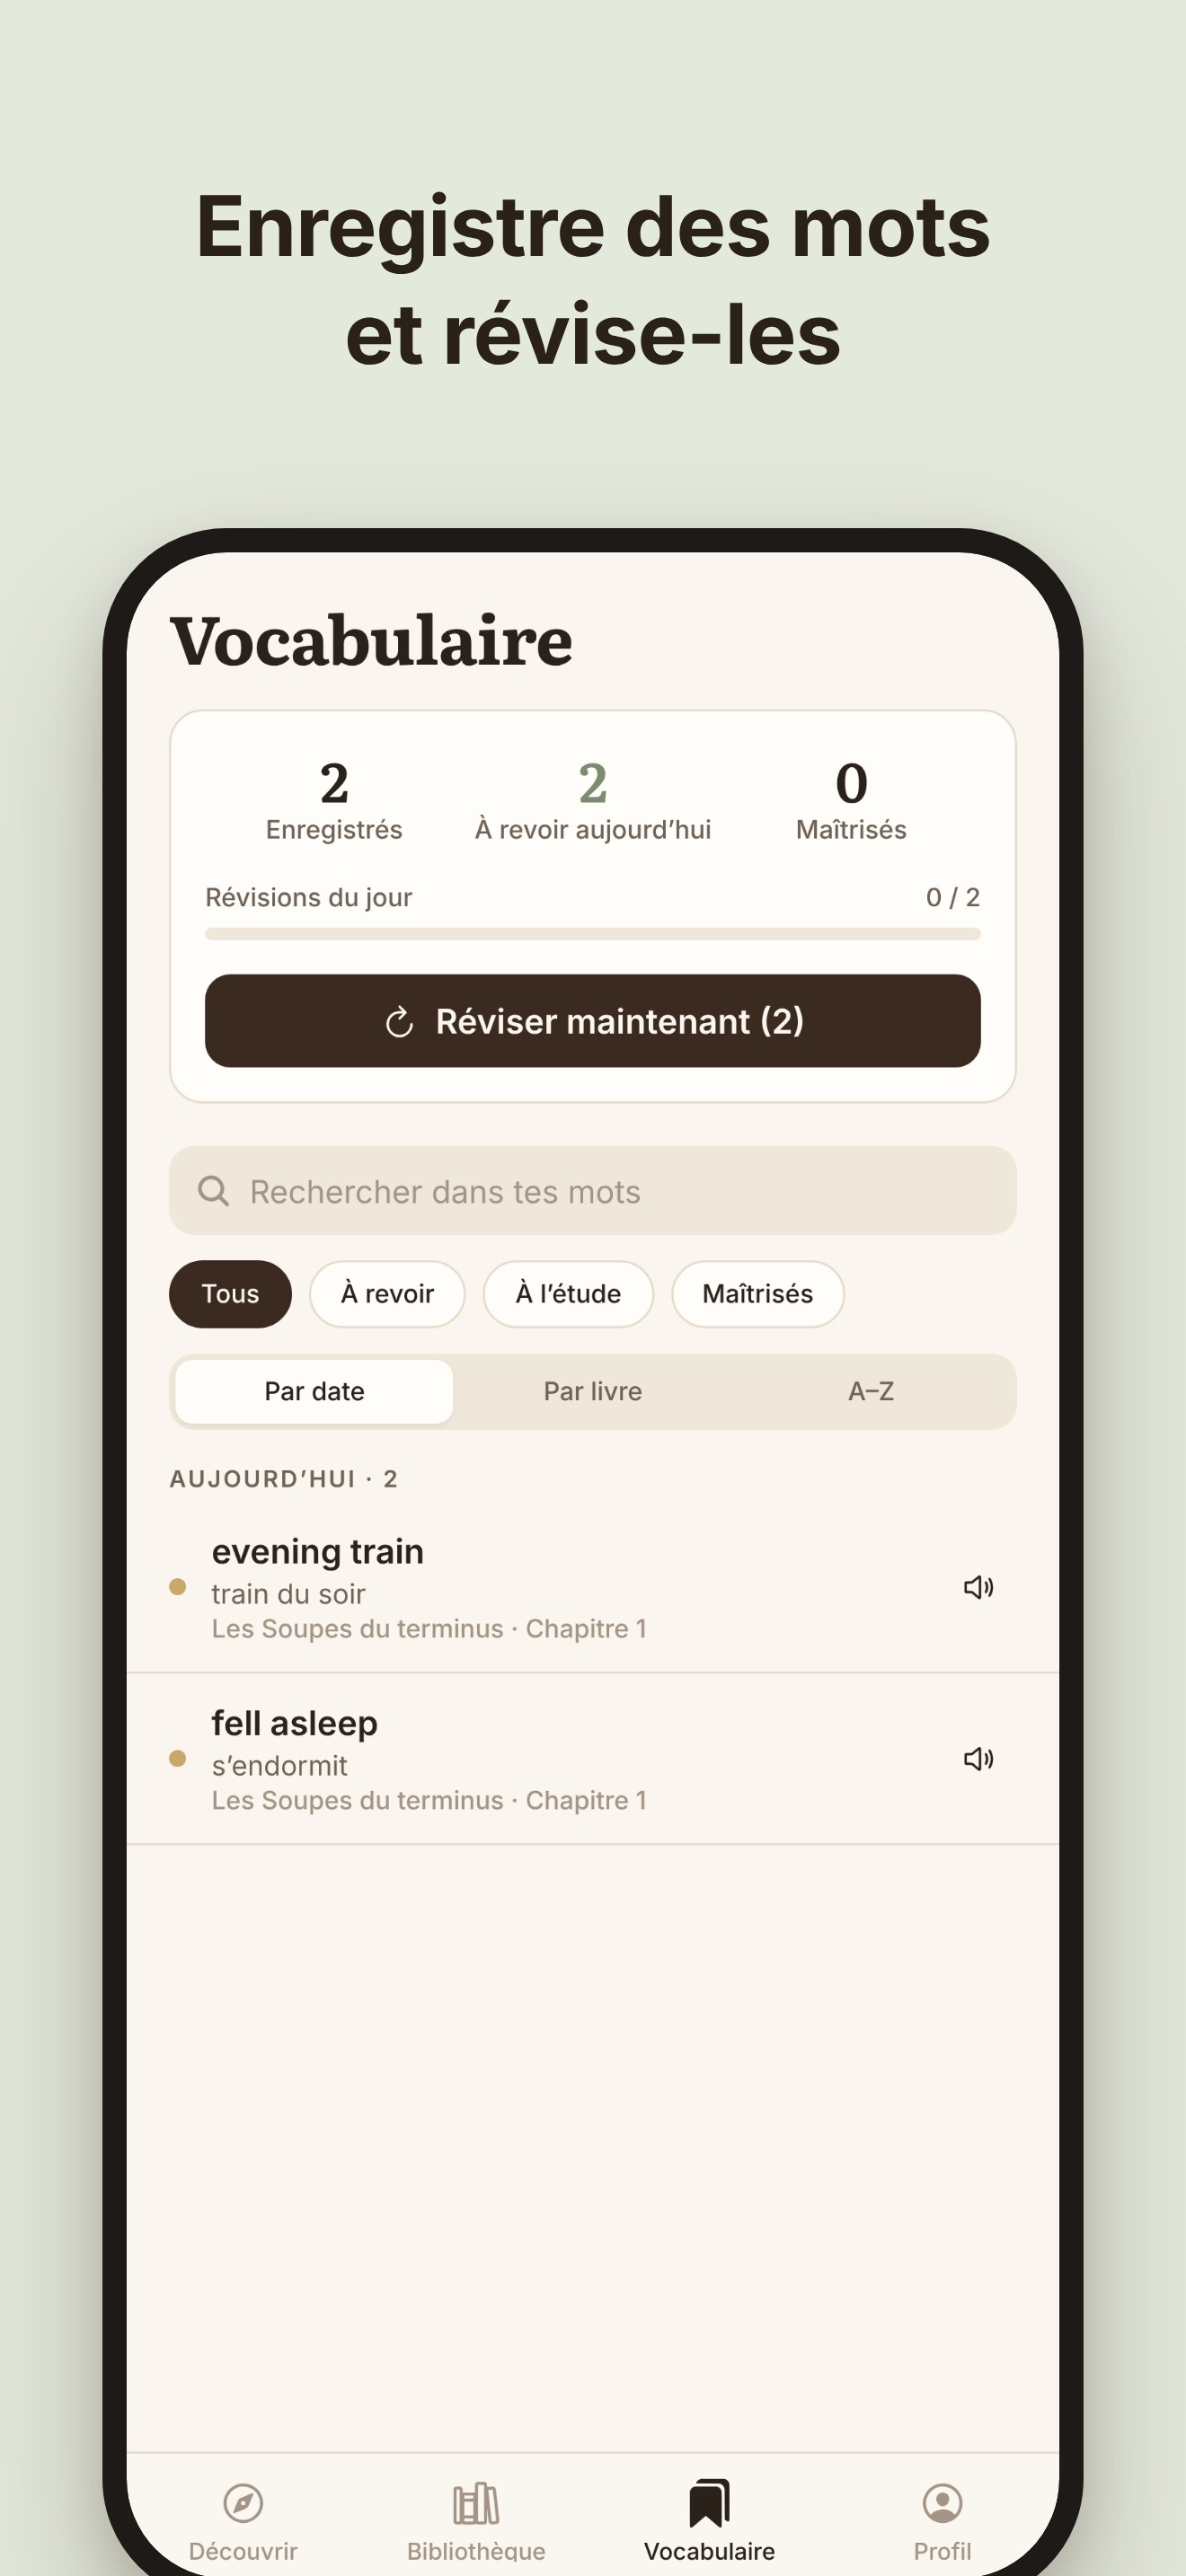 Enregistre des mots
et révise-les
Vocabulaire
2 2 0
Enregistrés À revoir aujourd’hui Maîtrisés
Révisions du jour 0 / 2
Réviser maintenant (2)
Rechercher dans tes mots
Tous À revoir À l’étude Maîtrisés
Par date Par livre A–Z
AUJOURD’HUI · 2
evening train
train du soir
Les Soupes du terminus · Chapitre 1
fell asleep
s’endormit
Les Soupes du terminus · Chapitre 1
Découvrir Bibliothèque Vocabulaire Profil